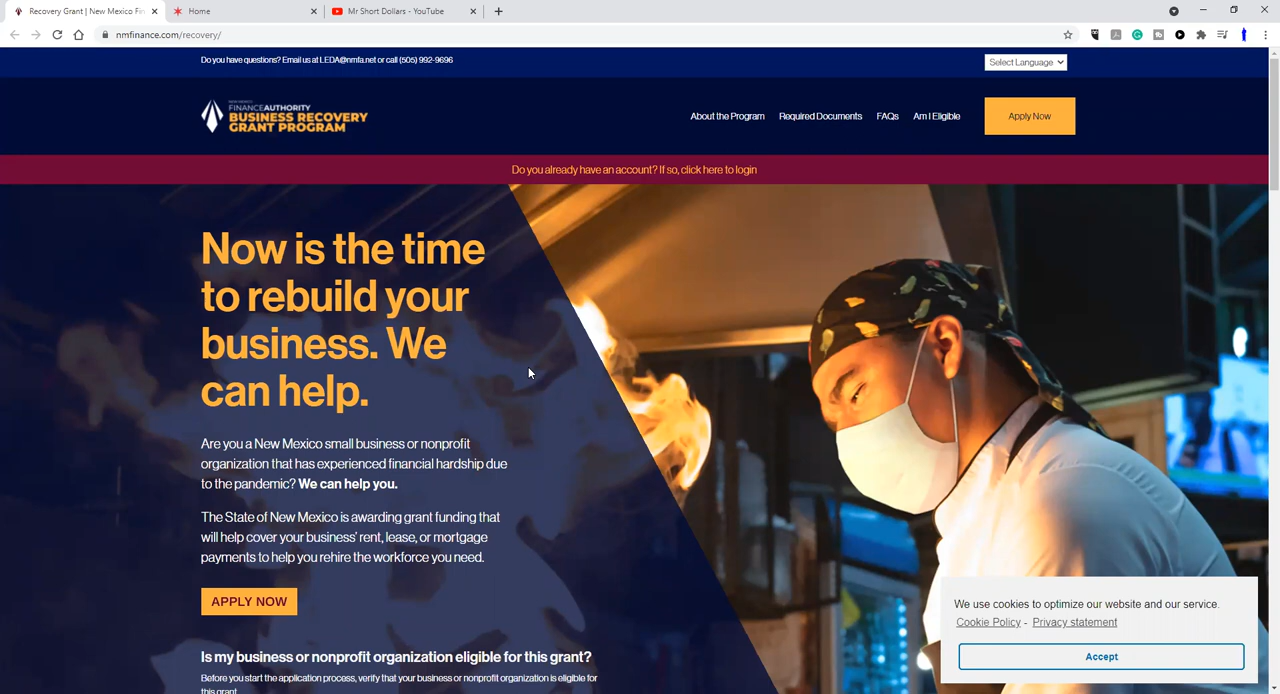 Recovery Grant | New Mexico Fin
Home
Mr Short Dollars - YouTube
nmfinance.com/recovery/
Do you have questions? Email us at LEDA@nmfa.net or call (505) 992-9696
Select Language
NEW MEXICO
FINANCEAUTHORITY
BUSINESS RECOVERY
GRANT PROGRAM
About the Program
Required Documents
FAQs
Am I Eligible
Apply Now
Do you already have an account? If so, click here to login
Now is the time
to rebuild your
business. We
can help.
Are you a New Mexico small business or nonprofit
organization that has experienced financial hardship due
to the pandemic? We can help you.
The State of New Mexico is awarding grant funding that
will help cover your business' rent, lease, or mortgage
payments to help you rehire the workforce you need.
APPLY NOW
Is my business or nonprofit organization eligible for this grant?
Before you start the application process, verify that your business or nonprofit organization is eligible for
this grant
We use cookies to optimize our website and our service.
Cookie Policy - Privacy statement
Accept